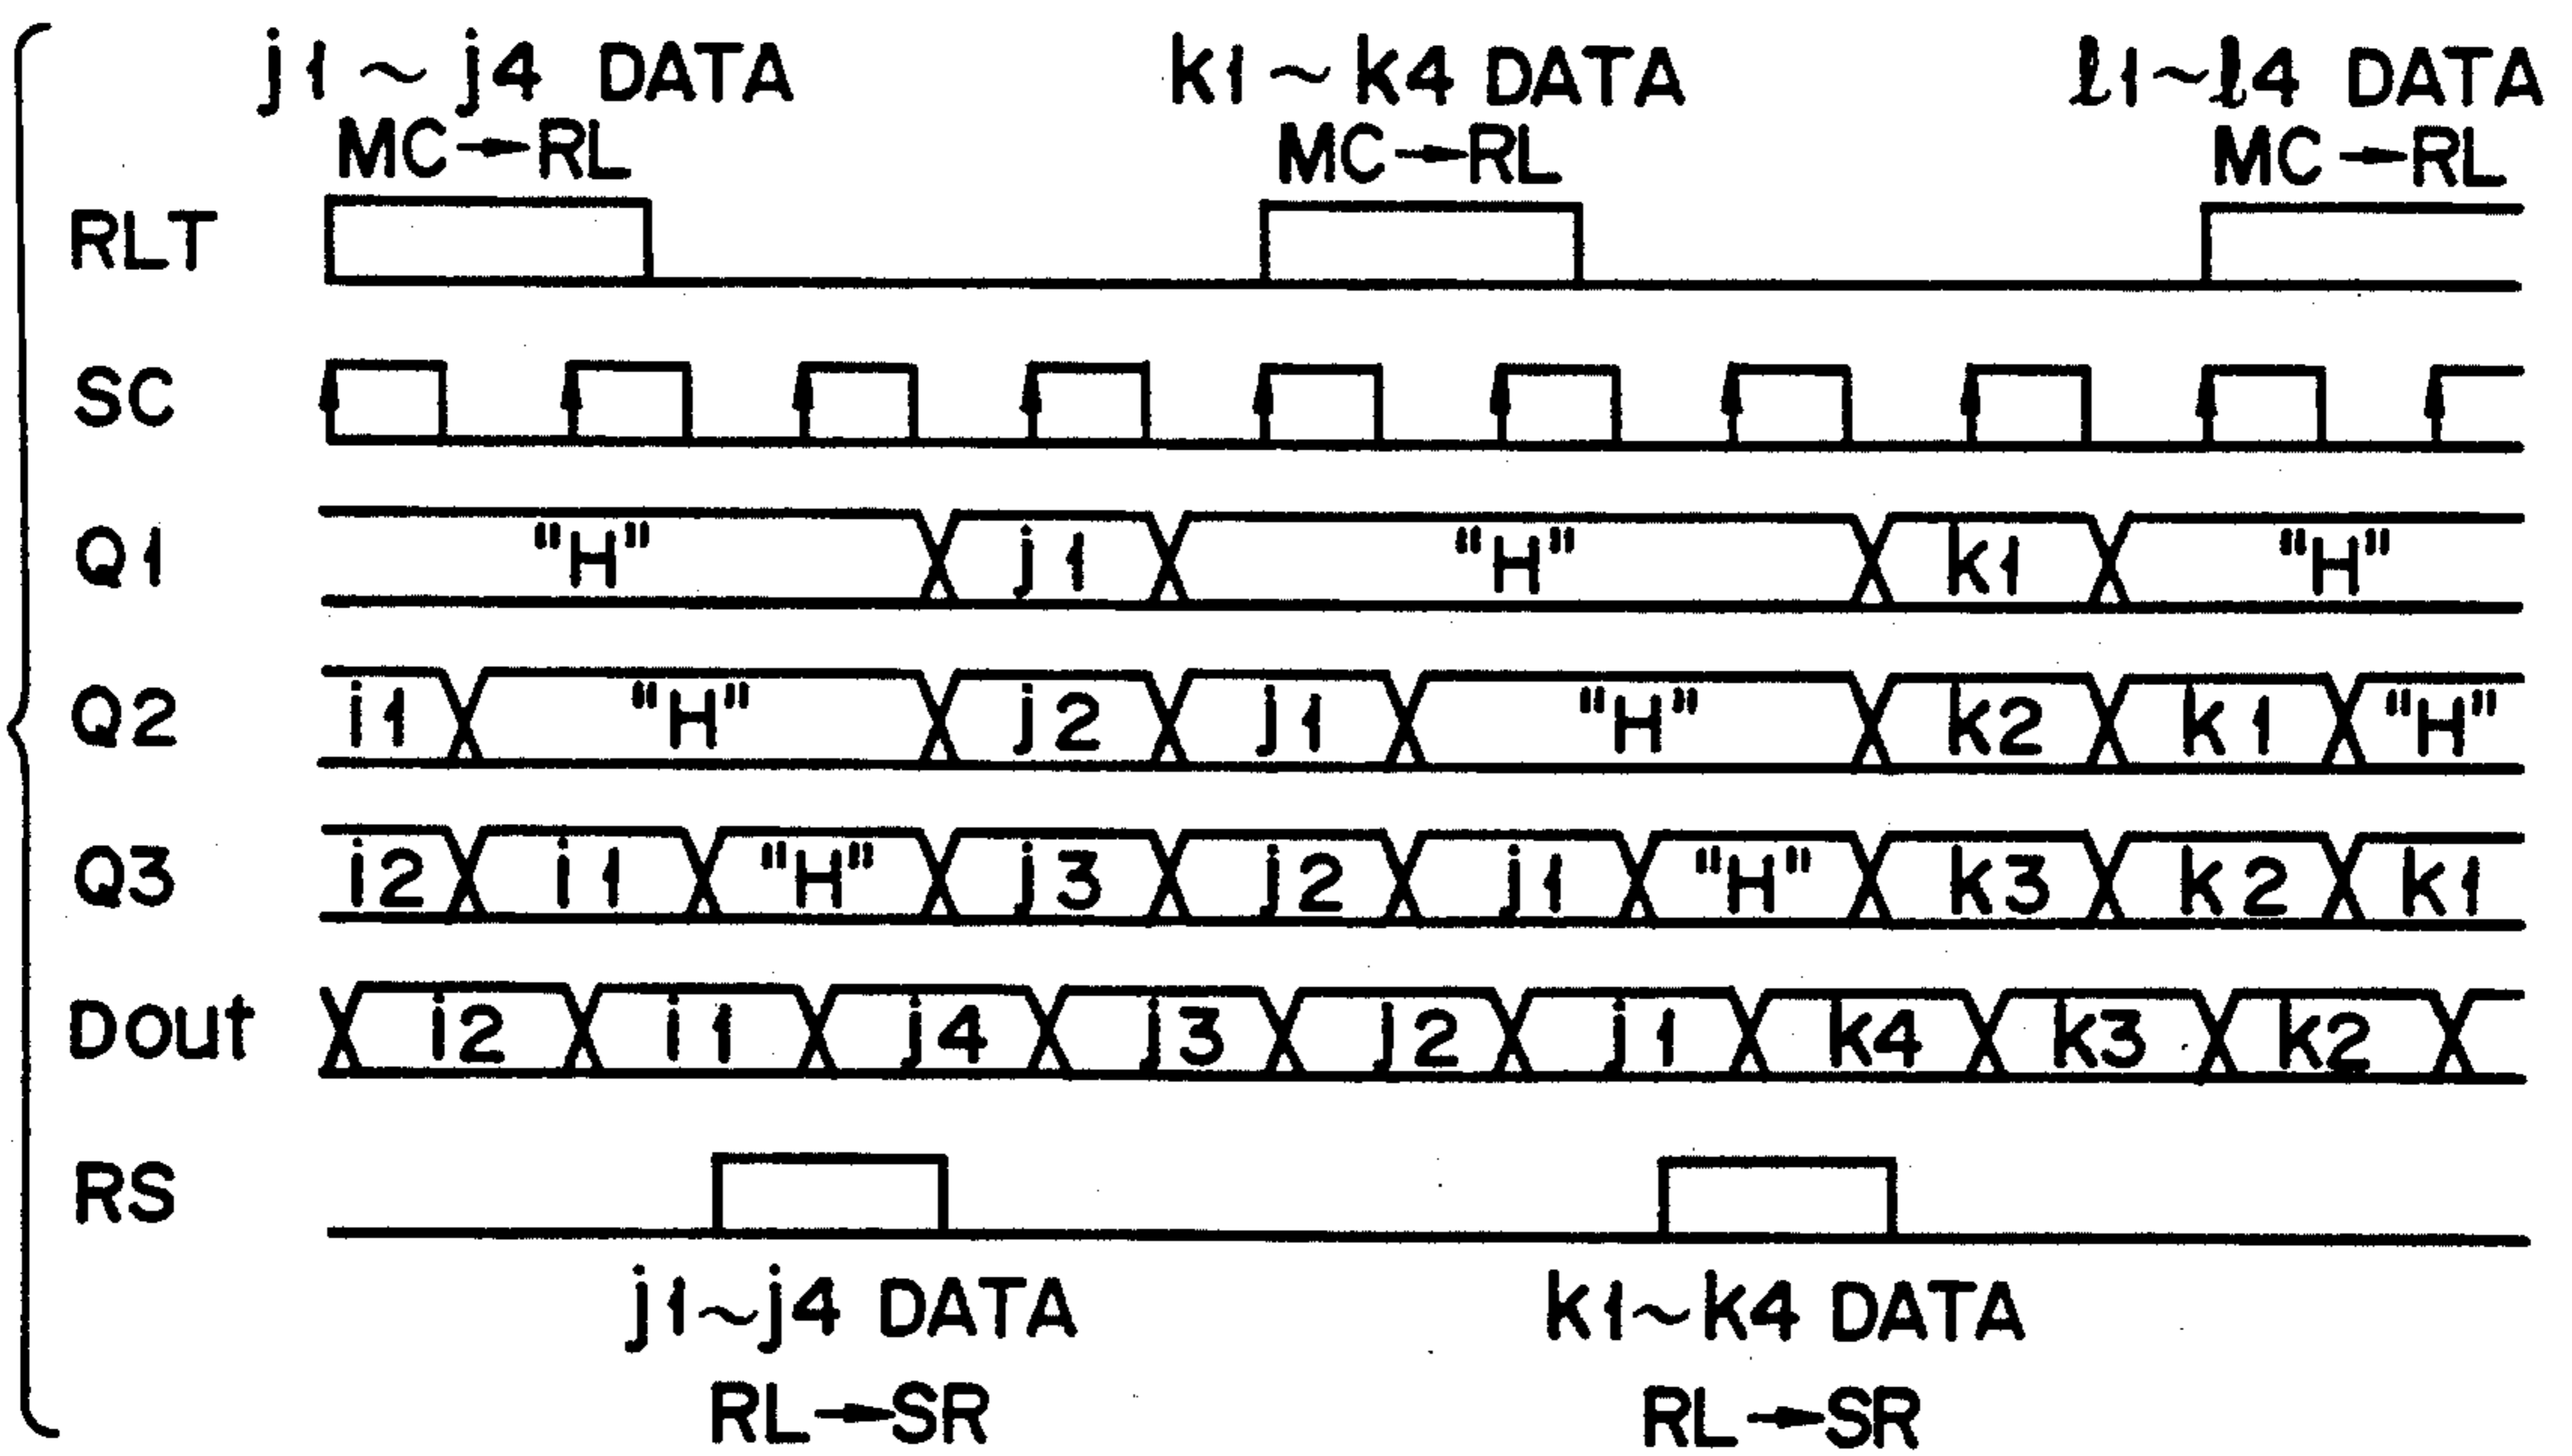 j1~j4 DATA k1~k4 DATA ℓ1~ℓ4 DATA
MC→RL MC→RL MC→RL
RLT
SC
Q1 "H" j1 "H" k1 "H"
Q2 i1 "H" j2 j1 "H" k2 k1 "H"
Q3 i2 i1 "H" j3 j2 j1 "H" k3 k2 k1
Dout i2 i1 j4 j3 j2 j1 k4 k3 k2
RS
j1~j4 DATA k1~k4 DATA
RL→SR RL→SR